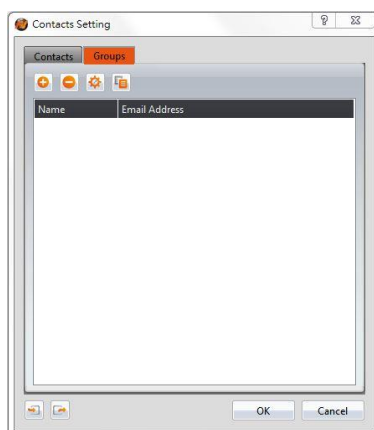 Contacts Setting
Contacts Groups
Name Email Address
OK Cancel